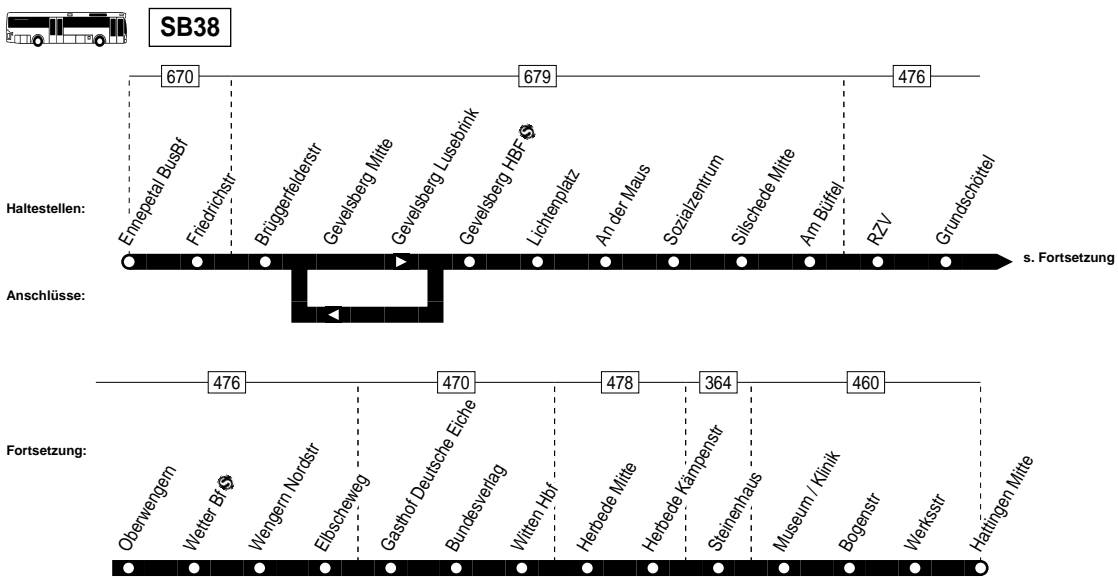 SB38
670
679
476
Haltestellen:
Ennepetal BusBf
Friedrichstr
Brüggerfelderstr
Gevelsberg Mitte
Gevelsberg Lusebrink
Gevelsberg HBF S
Lichtenplatz
An der Maus
Sozialzentrum
Silschede Mitte
Am Büffel
RZV
Grundschöttel
s. Fortsetzung
Anschlüsse:
476
470
478
364
460
Fortsetzung:
Oberwengern
Wetter Bf S
Wengern Nordstr
Elbscheweg
Gasthof Deutsche Eiche
Bundesverlag
Witten Hbf
Herbede Mitte
Herbede Kämpenstr
Steinenhaus
Museum / Klinik
Bogenstr
Werksstr
Hattingen Mitte